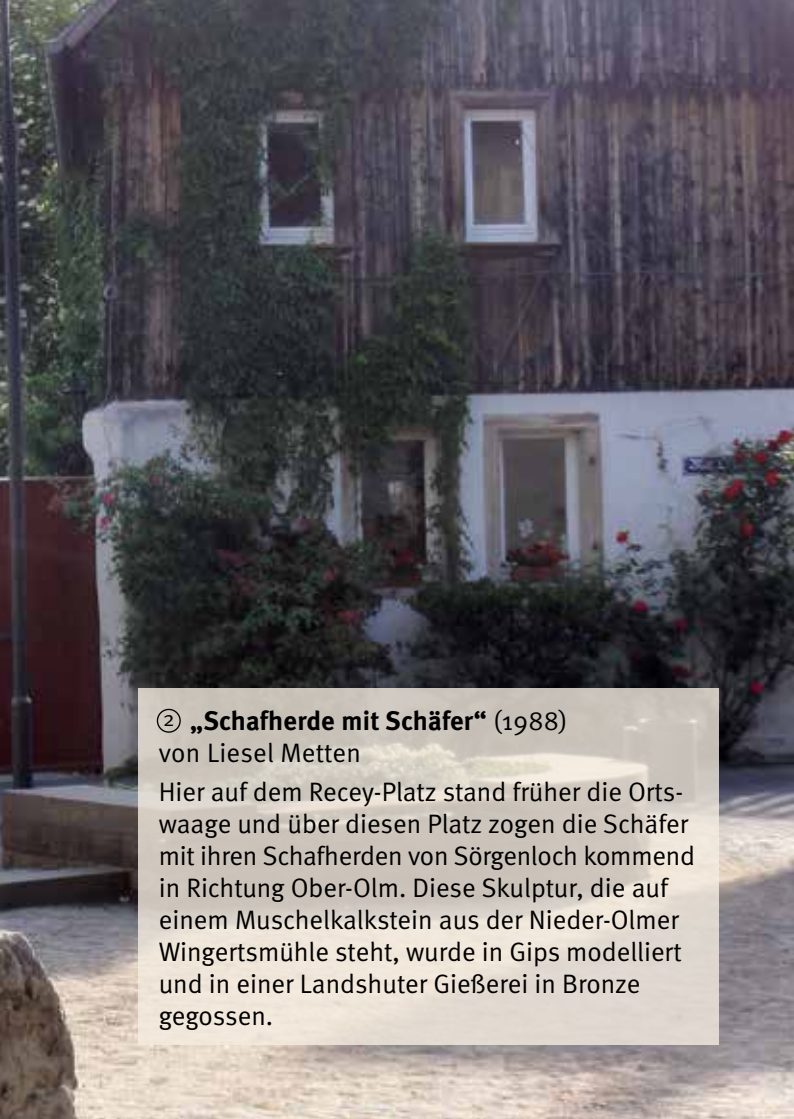 ② „Schafherde mit Schäfer“ (1988)
von Liesel Metten
Hier auf dem Recey-Platz stand früher die Orts-
waage und über diesen Platz zogen die Schäfer
mit ihren Schafherden von Sörgenloch kommend
in Richtung Ober-Olm. Diese Skulptur, die auf
einem Muschelkalkstein aus der Nieder-Olmer
Wingertsmühle steht, wurde in Gips modelliert
und in einer Landshuter Gießerei in Bronze
gegossen.